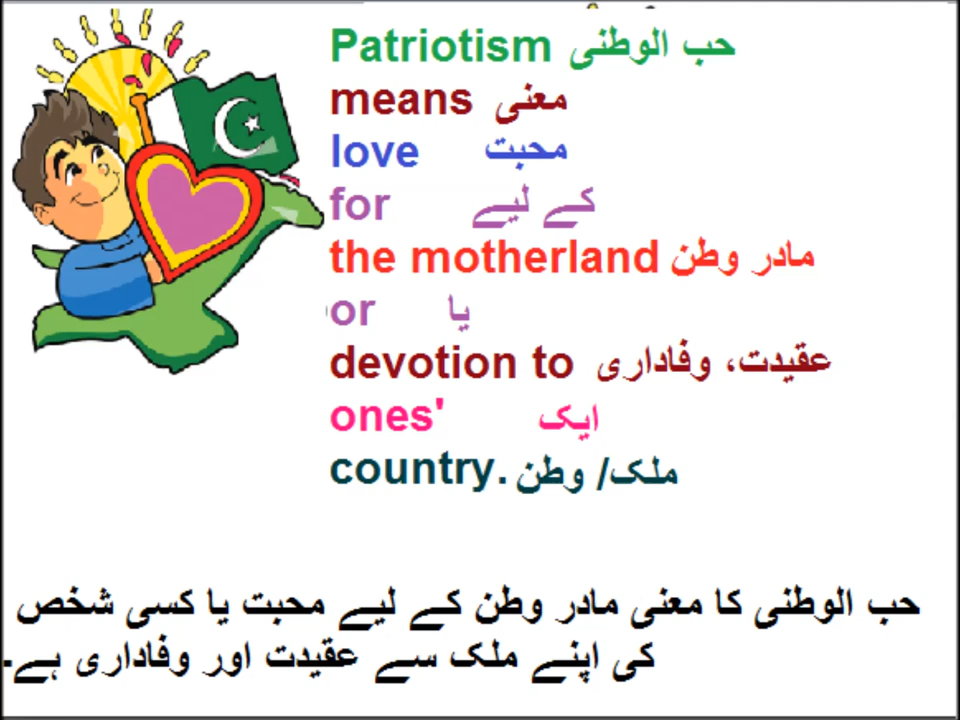 Patriotism حب الوطنی
means معنی
love محبت
for کے لیے
the motherland مادر وطن
or یا
devotion to عقیدت، وفاداری
ones' ایک
country. ملک/ وطن
حب الوطنی کا معنی مادر وطن کے لیے محبت یا کسی شخص
کی اپنے ملک سے عقیدت اور وفاداری ہے۔